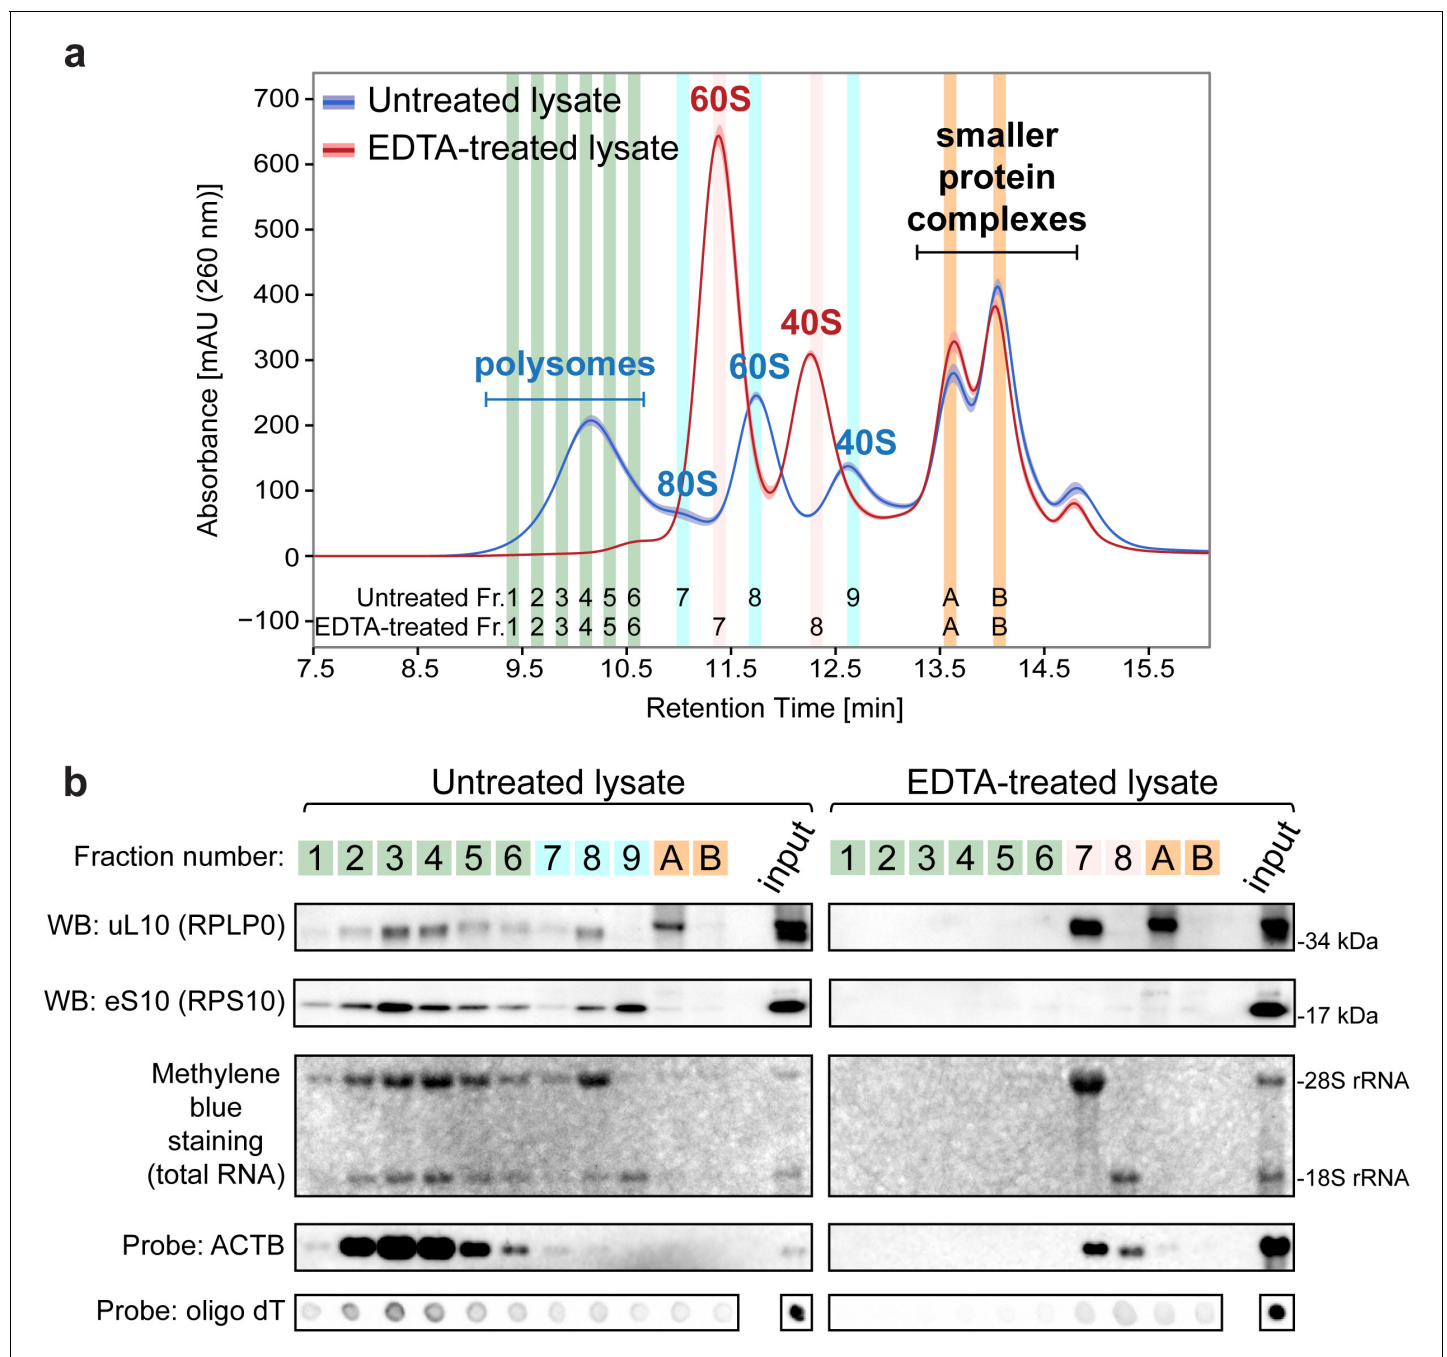 a
Untreated lysate
EDTA-treated lysate
60S
smaller
protein
complexes
polysomes
80S
60S
40S
40S
700
600
500
400
300
200
100
0
−100
Absorbance [mAU (260 nm)]
Untreated Fr. 1 2 3 4 5 6 7 8 9 A B
EDTA-treated Fr. 1 2 3 4 5 6 7 8 A B
7.5 8.5 9.5 10.5 11.5 12.5 13.5 14.5 15.5
Retention Time [min]
b
Untreated lysate EDTA-treated lysate
Fraction number: 1 2 3 4 5 6 7 8 9 A B input 1 2 3 4 5 6 7 8 A B input
WB: uL10 (RPLP0) -34 kDa
WB: eS10 (RPS10) -17 kDa
Methylene
blue
staining
(total RNA)
-28S rRNA
-18S rRNA
Probe: ACTB
Probe: oligo dT